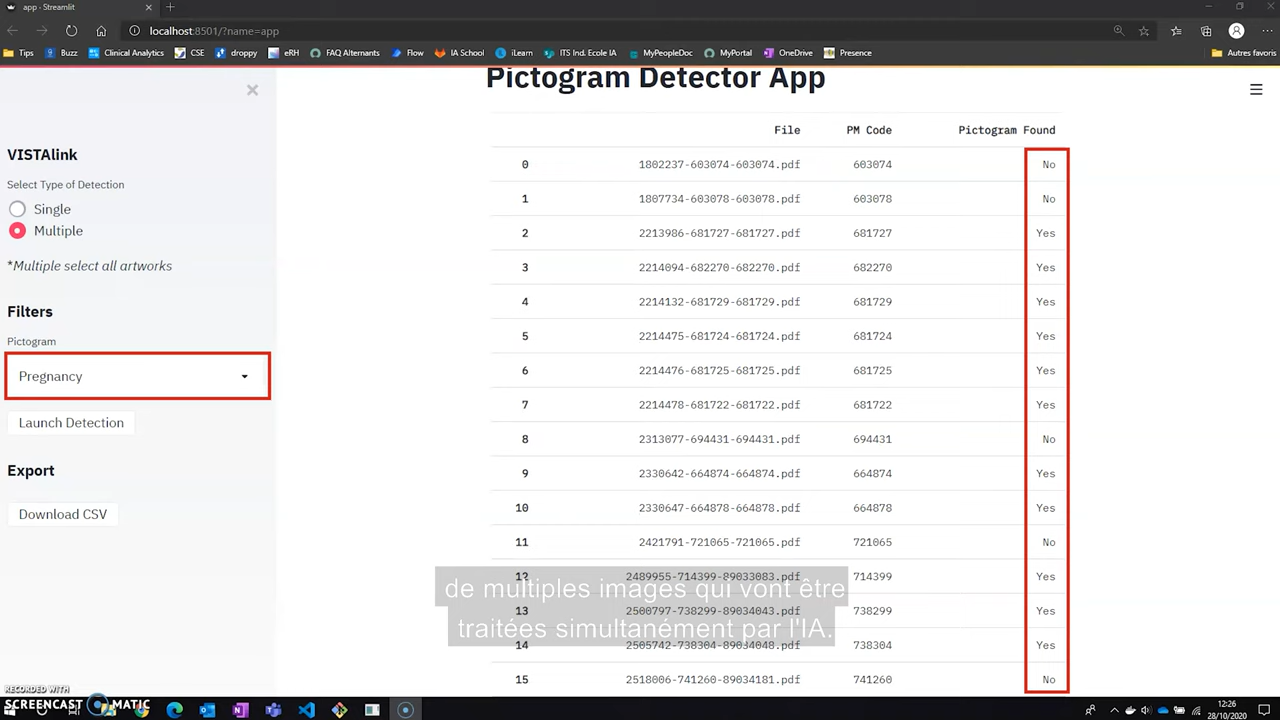 app - Streamlit
localhost:8501/?name=app
Tips Buzz Clinical Analytics CSE droppy eRH FAQ Alternants Flow IA School iLearn ITS Ind. Ecole IA MyPeopleDoc MyPortal OnDrive Presence Autres favoris
Pictogram Detector App
VISTAlink
Select Type of Detection
Single
Multiple
*Multiple select all artworks
Filters
Pictogram
Pregnancy
Launch Detection
Export
Download CSV
File PM Code Pictogram Found
0 1802237-603074-603074.pdf 603074 No
1 1807734-603078-603078.pdf 603078 No
2 2213986-681727-681727.pdf 681727 Yes
3 2214094-682270-682270.pdf 682270 Yes
4 2214132-681729-681729.pdf 681729 Yes
5 2214475-681724-681724.pdf 681724 Yes
6 2214476-681725-681725.pdf 681725 Yes
7 2214478-681722-681722.pdf 681722 Yes
8 2313077-694431-694431.pdf 694431 No
9 2330642-664874-664874.pdf 664874 Yes
10 2330647-664878-664878.pdf 664878 Yes
11 2421791-721065-721065.pdf 721065 No
12 2489955-714399-89033083.pdf 714399 Yes
13 2500797-738299-89034043.pdf 738299 Yes
14 2505742-738304-89034048.pdf 738304 Yes
15 2518006-741260-89034181.pdf 741260 No
de multiples images qui vont être
traitées simultanément par l'IA.
RECORDED WITH
SCREENCAST MATIC
12:26
28/10/2020